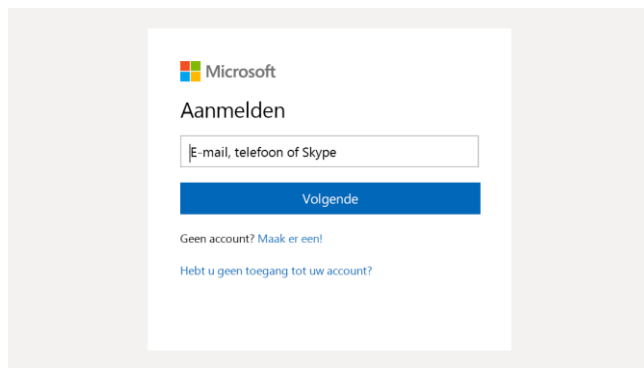 Microsoft
Aanmelden
E-mail, telefoon of Skype
Volgende
Geen account? Maak er een!
Hebt u geen toegang tot uw account?